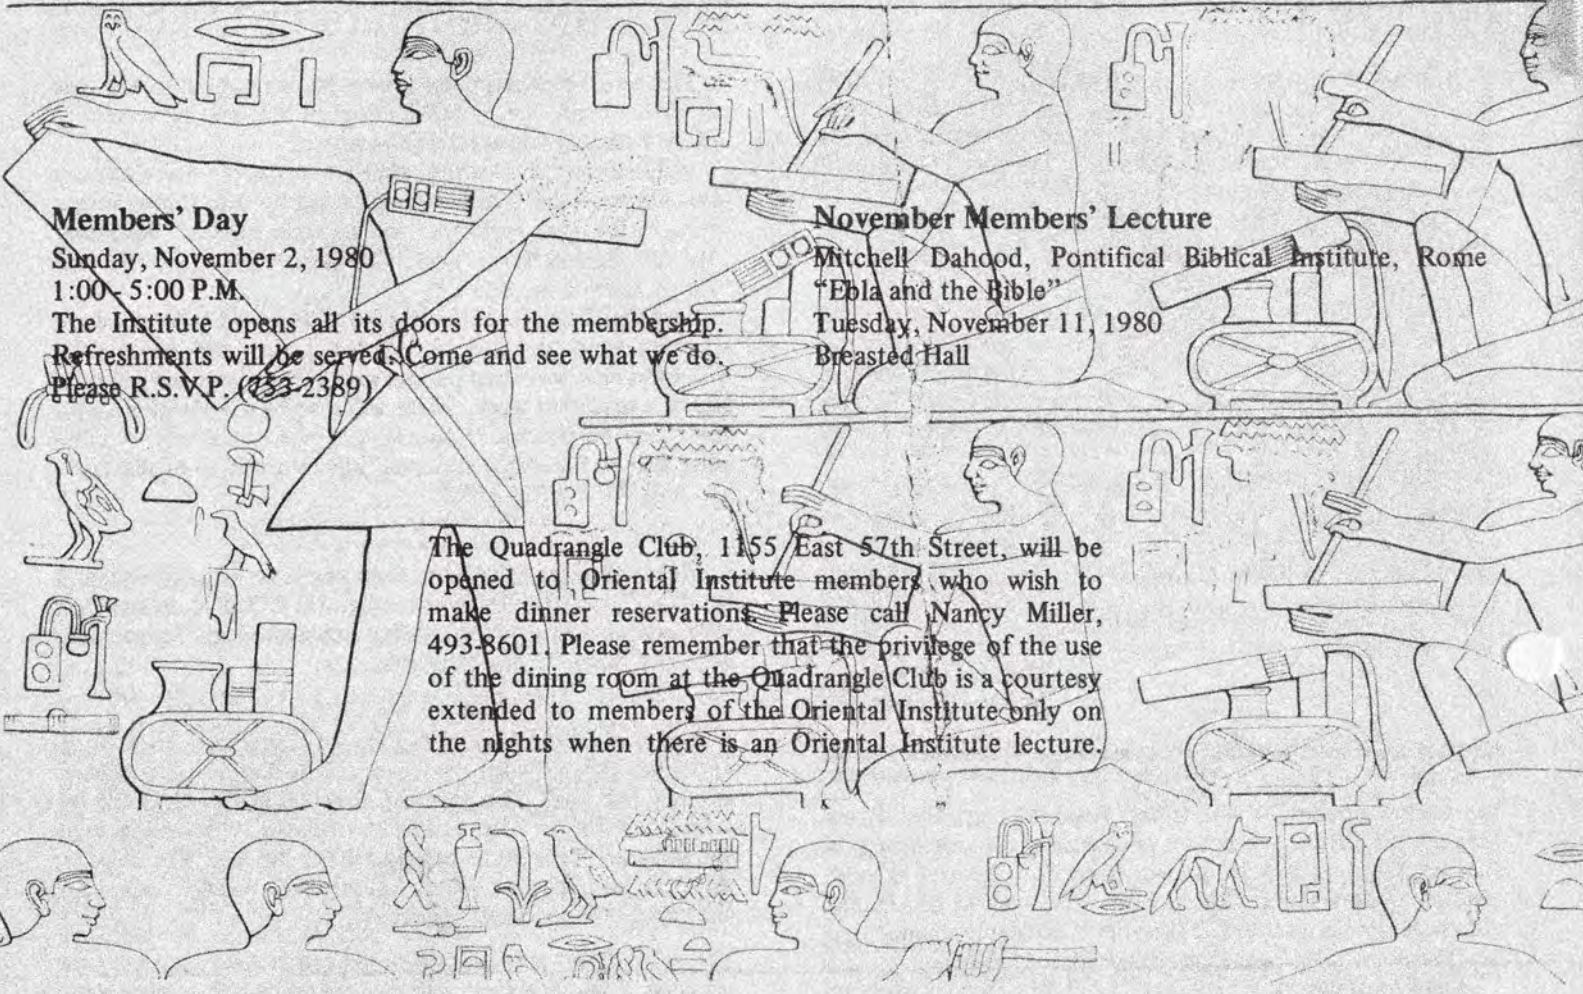 Members' Day
Sunday, November 2, 1980
1:00 - 5:00 P.M.
The Institute opens all its doors for the membership.
Refreshments will be served. Come and see what we do.
Please R.S.V.P. (753-2389)
November Members' Lecture
Mitchell Dahood, Pontifical Biblical Institute, Rome
“Ebla and the Bible”
Tuesday, November 11, 1980
Breasted Hall
The Quadrangle Club, 1155 East 57th Street, will be
opened to Oriental Institute members who wish to
make dinner reservations. Please call Nancy Miller,
493-8601. Please remember that the privilege of the use
of the dining room at the Quadrangle Club is a courtesy
extended to members of the Oriental Institute only on
the nights when there is an Oriental Institute lecture.